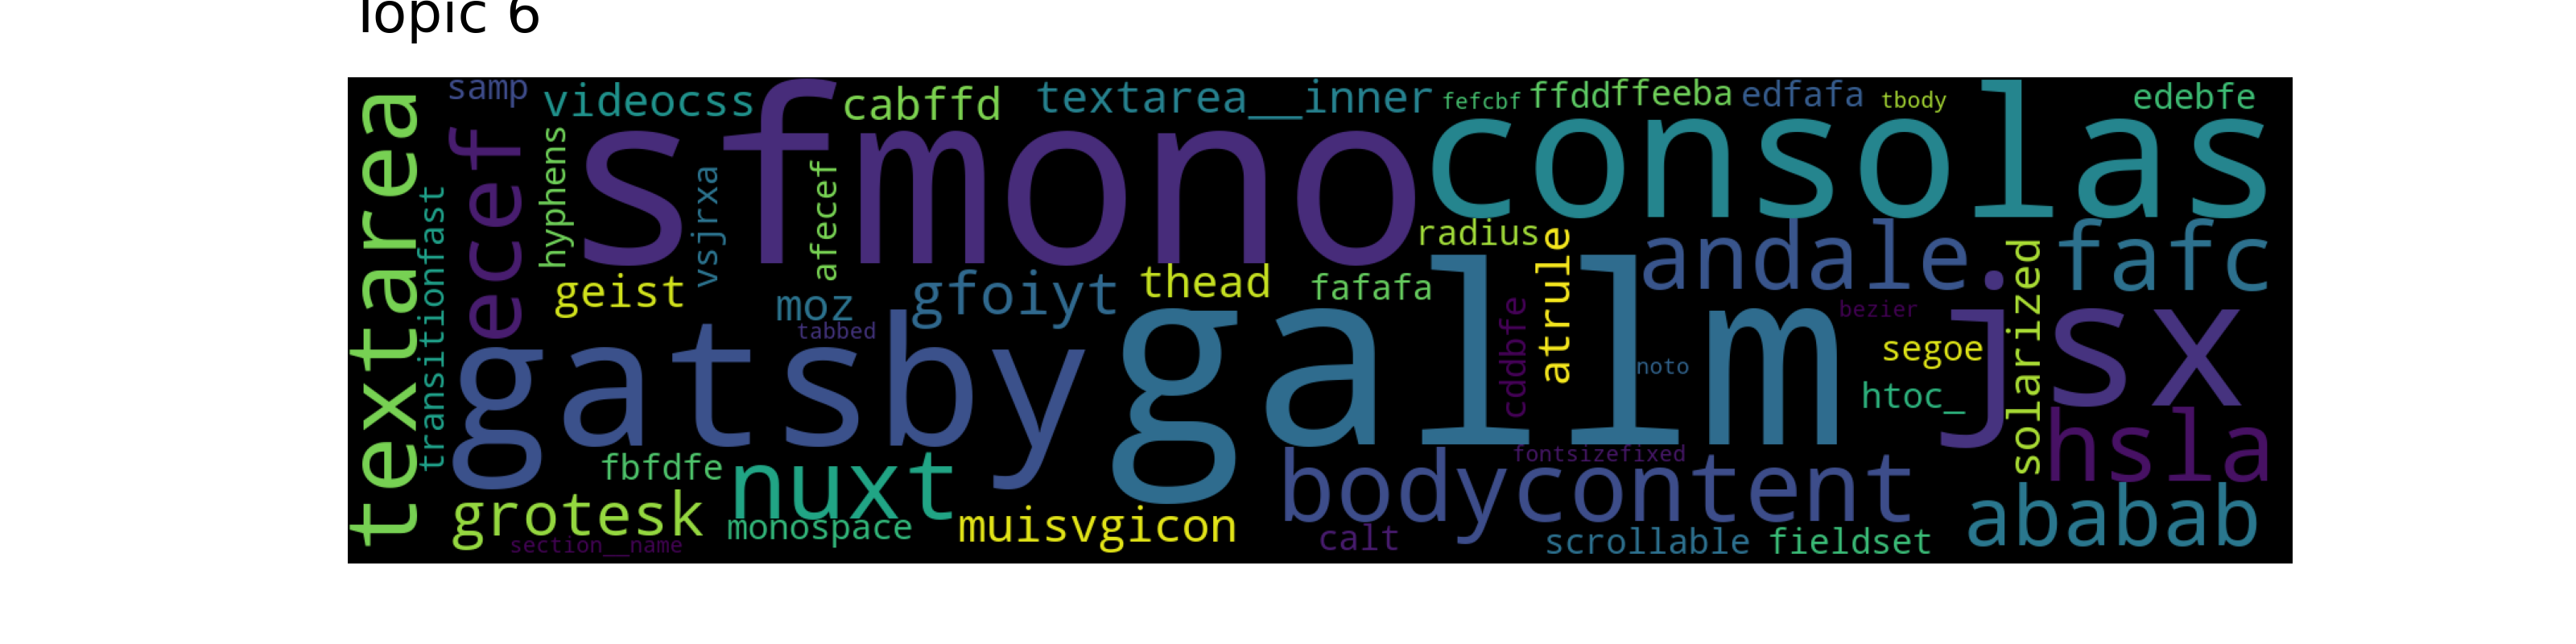 Topic 6
samp
videocss
cabffd
textarea__inner
fefcbf
ffddffeeba
edfafa
tbody
edebfe
textarea
transitionfast
ecef
hyphens
sfmono
vsjrxa
afecef
consolas
radius
atrule
andale.
solarized
fafc
geist
moz
gfoiyt
thead
fafafa
tabbed
gatsby
gallm
cddbfe
noto
bezier
segoe
htoc_
jsx
hsla
fbfdfe
nuxt
fontsizefixed
bodycontent
grotesk
monospace
muisvgicon
section__name
calt
scrollable
fieldset
ababab